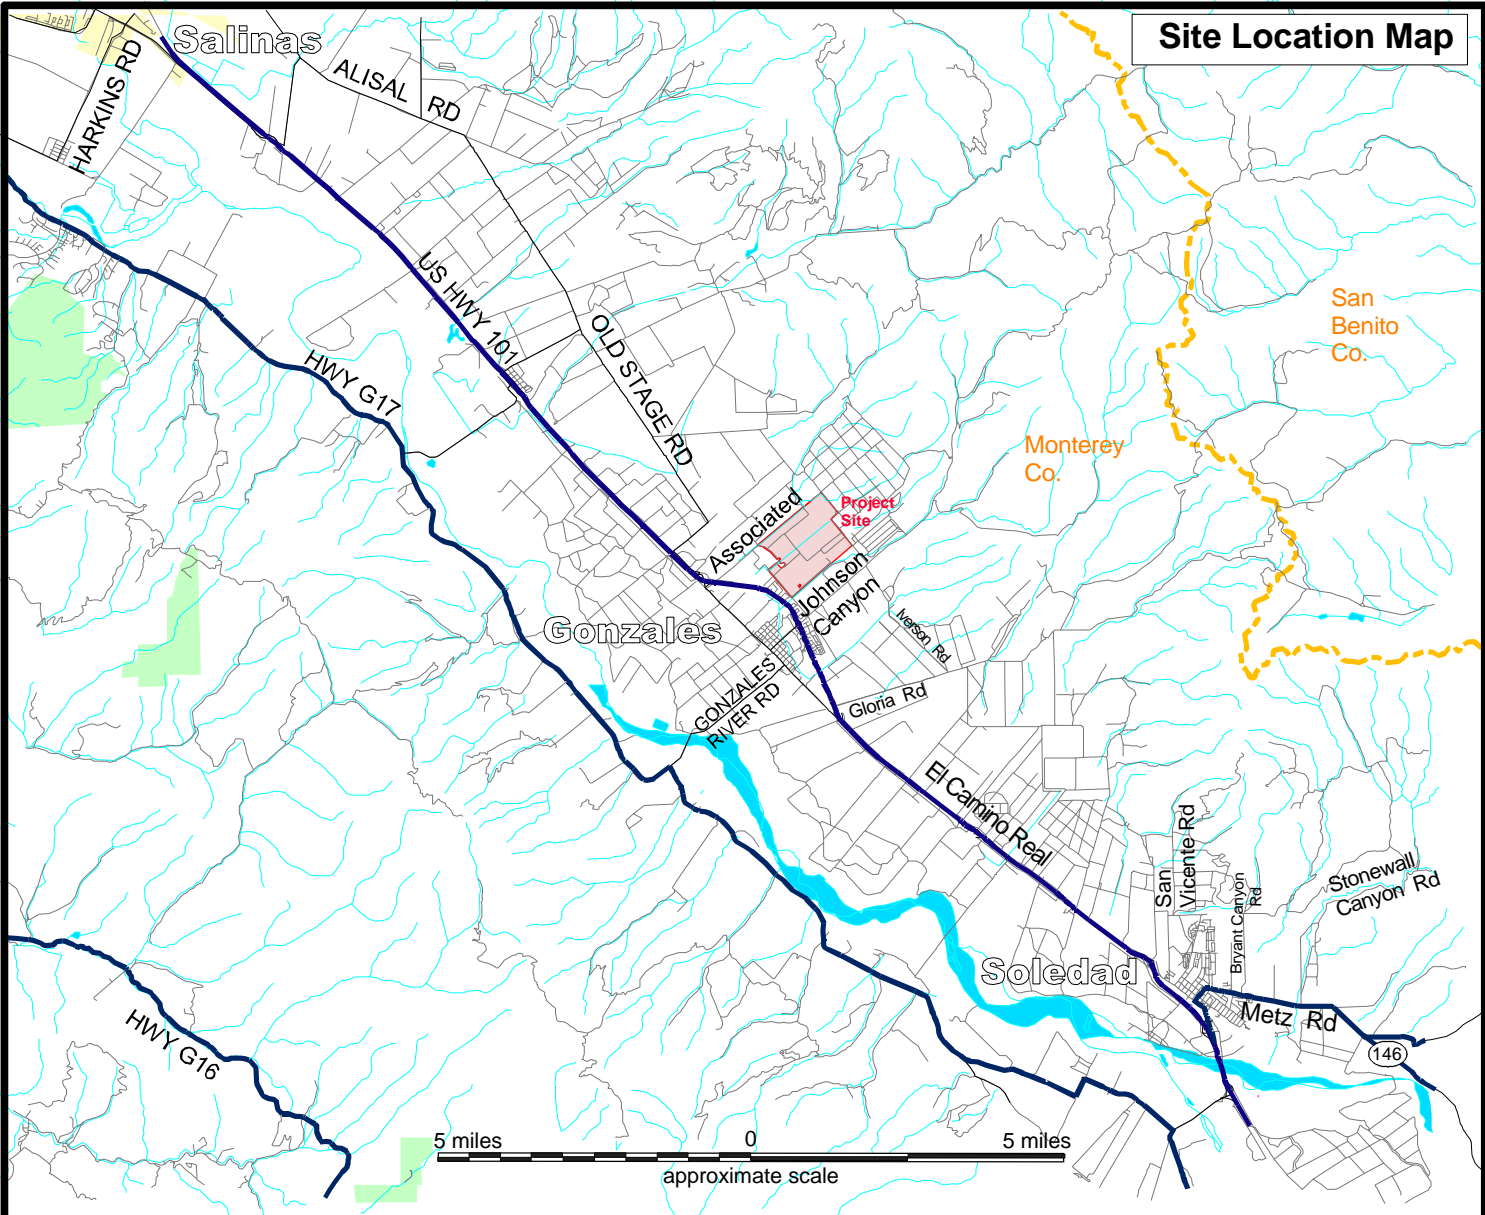 Site Location Map
Salinas
HARKINS RD
ALISAL RD
US HWY 101
OLD STAGE RD
HWY G17
San
Benito
Co.
Monterey
Co.
Associated
Project
Site
Johnson
Canyon
Iverson Rd
Gonzales
GONZALES
RIVER RD
Gloria Rd
El Camino Real
San
Vicente Rd
Bryant Canyon
Rd
Stonewall
Canyon Rd
Soledad
Metz Rd
146
HWY G16
5 miles 0 5 miles
approximate scale